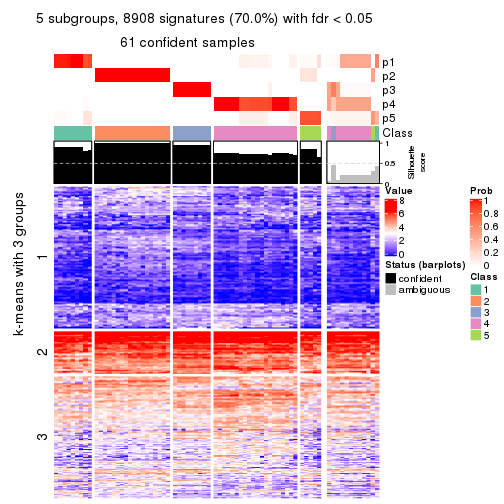 5 subgroups, 8908 signatures (70.0%) with fdr < 0.05
61 confident samples
p1
p2
p3
p4
p5
Class
1
0.5
0
Silhouette
score
k-means with 3 groups
1
2
3
Value
8
6
4
2
0
Status (barplots)
confident
ambiguous
Prob
1
0.8
0.6
0.4
0.2
0
Class
1
2
3
4
5